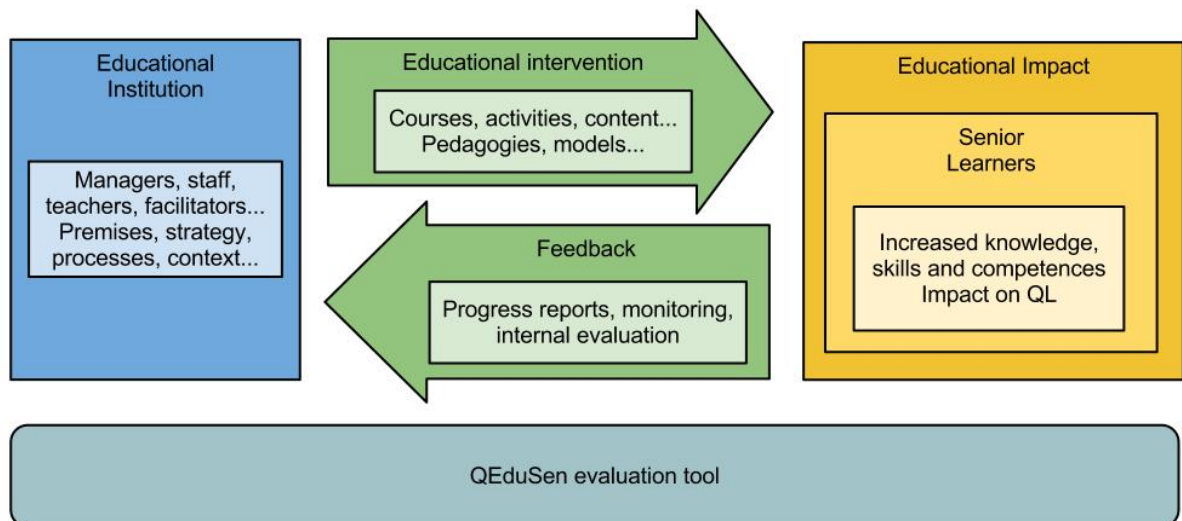 Educational
Institution
Managers, staff,
teachers, facilitators...
Premises, strategy,
processes, context...
Educational intervention
Courses, activities, content...
Pedagogies, models...
Feedback
Progress reports, monitoring,
internal evaluation
Educational Impact
Senior
Learners
Increased knowledge,
skills and competences
Impact on QL
QEduSen evaluation tool